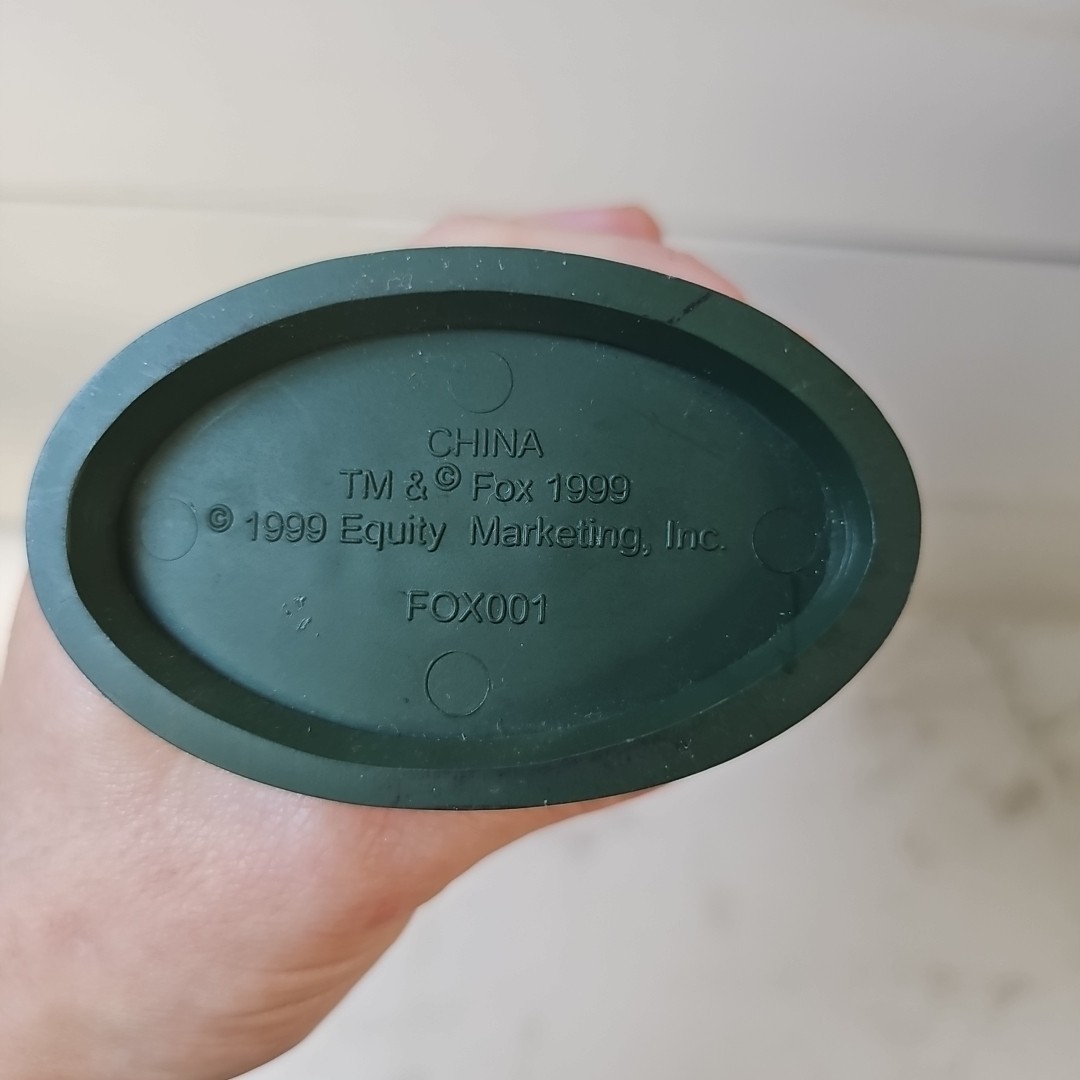 CHINA
TM & © Fox 1999
© 1999 Equity Marketing, Inc.
FOX001